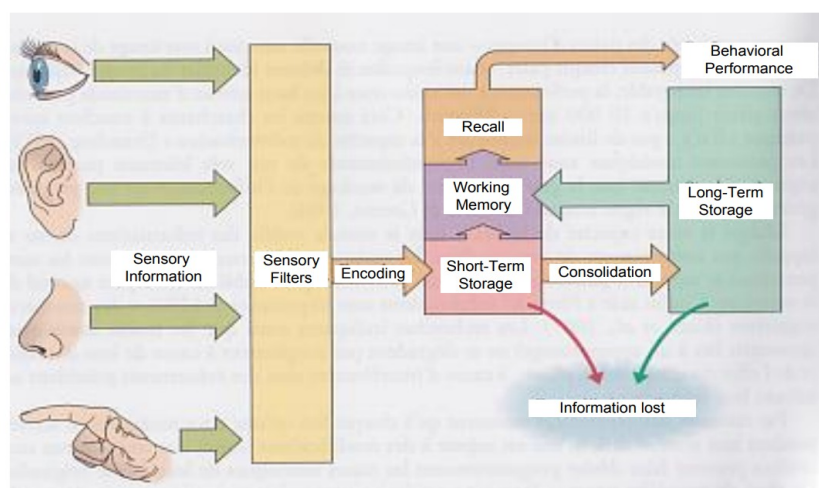 Behavioral
Performance
Recall
Working
Memory
Long-Term
Storage
Sensory
Information
Sensory
Filters
Encoding
Short-Term
Storage
Consolidation
Information lost